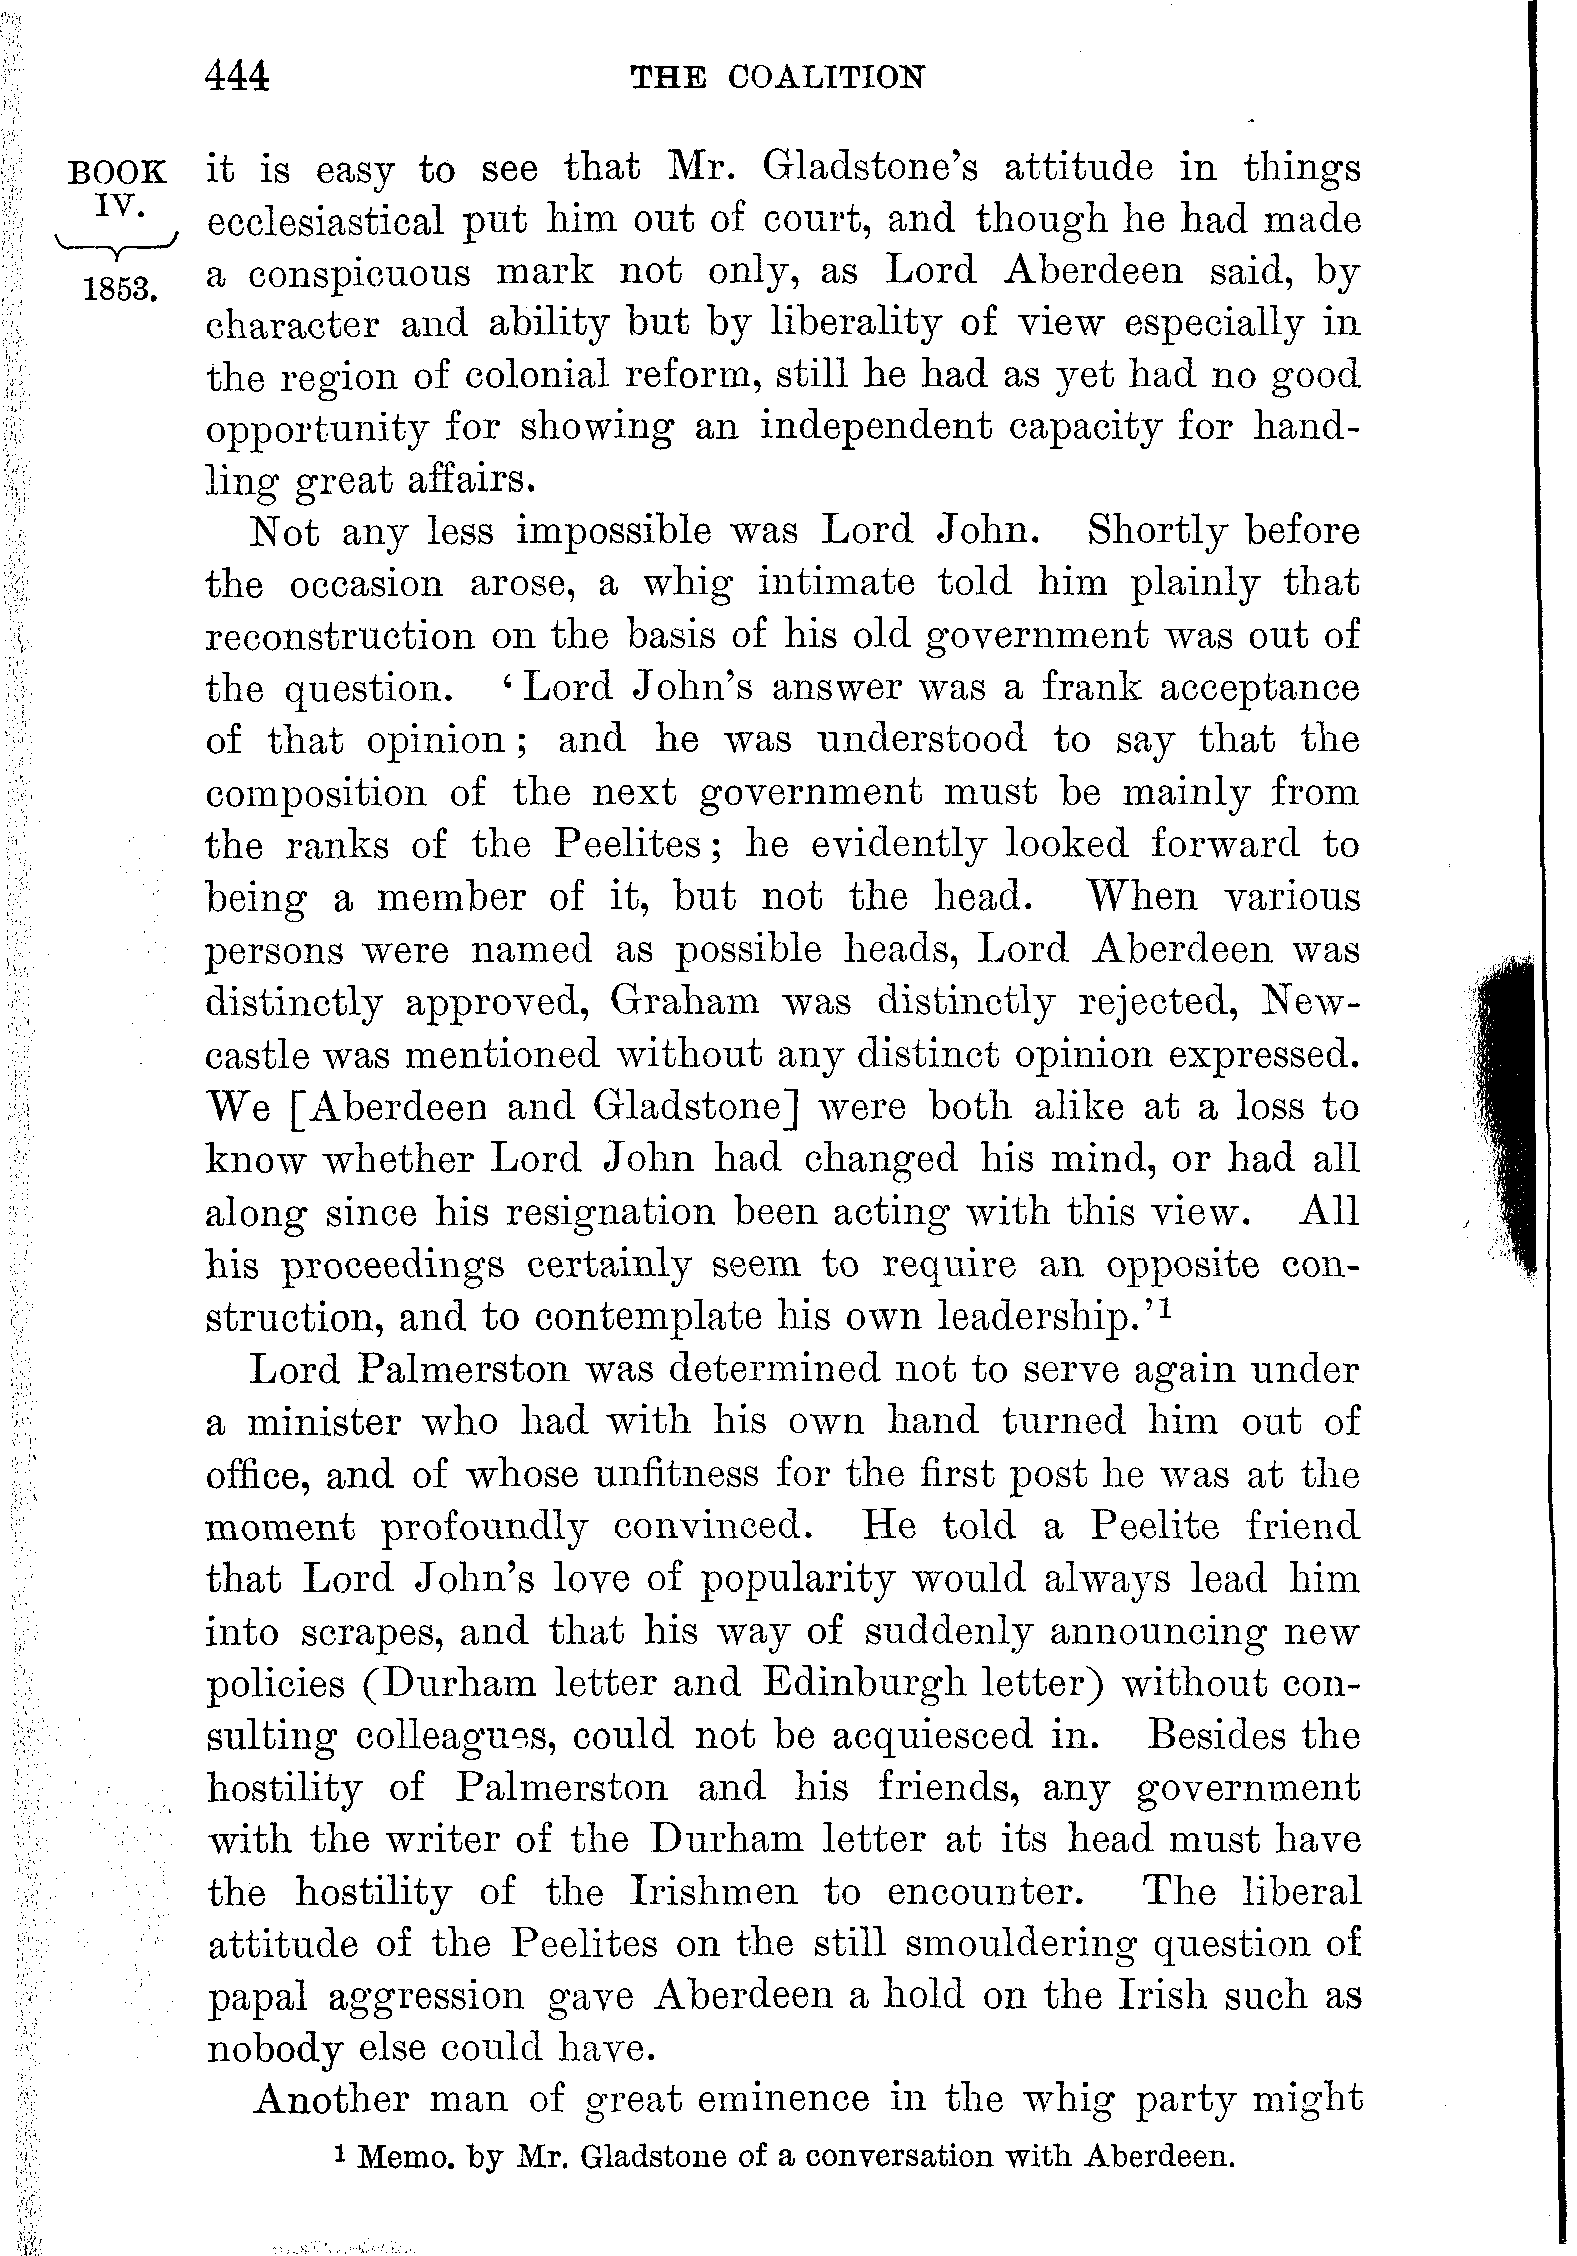 444 THE COALITION
BOOK
IV.
1853.
it is easy to see that Mr. Gladstone's attitude in things
ecclesiastical put him out of court, and though he had made
a conspicuous mark not only, as Lord Aberdeen said, by
character and ability but by liberality of view especially in
the region of colonial reform, still he had as yet had no good
opportunity for showing an independent capacity for hand-
ling great affairs.
Not any less impossible was Lord John. Shortly before
the occasion arose, a whig intimate told him plainly that
reconstruction on the basis of his old government was out of
the question. ‘Lord John's answer was a frank acceptance
of that opinion; and he was understood to say that the
composition of the next government must be mainly from
the ranks of the Peelites; he evidently looked forward to
being a member of it, but not the head. When various
persons were named as possible heads, Lord Aberdeen was
distinctly approved, Graham was distinctly rejected, New-
castle was mentioned without any distinct opinion expressed.
We [Aberdeen and Gladstone] were both alike at a loss to
know whether Lord John had changed his mind, or had all
along since his resignation been acting with this view. All
his proceedings certainly seem to require an opposite con-
struction, and to contemplate his own leadership.’1
Lord Palmerston was determined not to serve again under
a minister who had with his own hand turned him out of
office, and of whose unfitness for the first post he was at the
moment profoundly convinced. He told a Peelite friend
that Lord John's love of popularity would always lead him
into scrapes, and that his way of suddenly announcing new
policies (Durham letter and Edinburgh letter) without con-
sulting colleagues, could not be acquiesced in. Besides the
hostility of Palmerston and his friends, any government
with the writer of the Durham letter at its head must have
the hostility of the Irishmen to encounter. The liberal
attitude of the Peelites on the still smouldering question of
papal aggression gave Aberdeen a hold on the Irish such as
nobody else could have.
Another man of great eminence in the whig party might
1 Memo. by Mr. Gladstone of a conversation with Aberdeen.